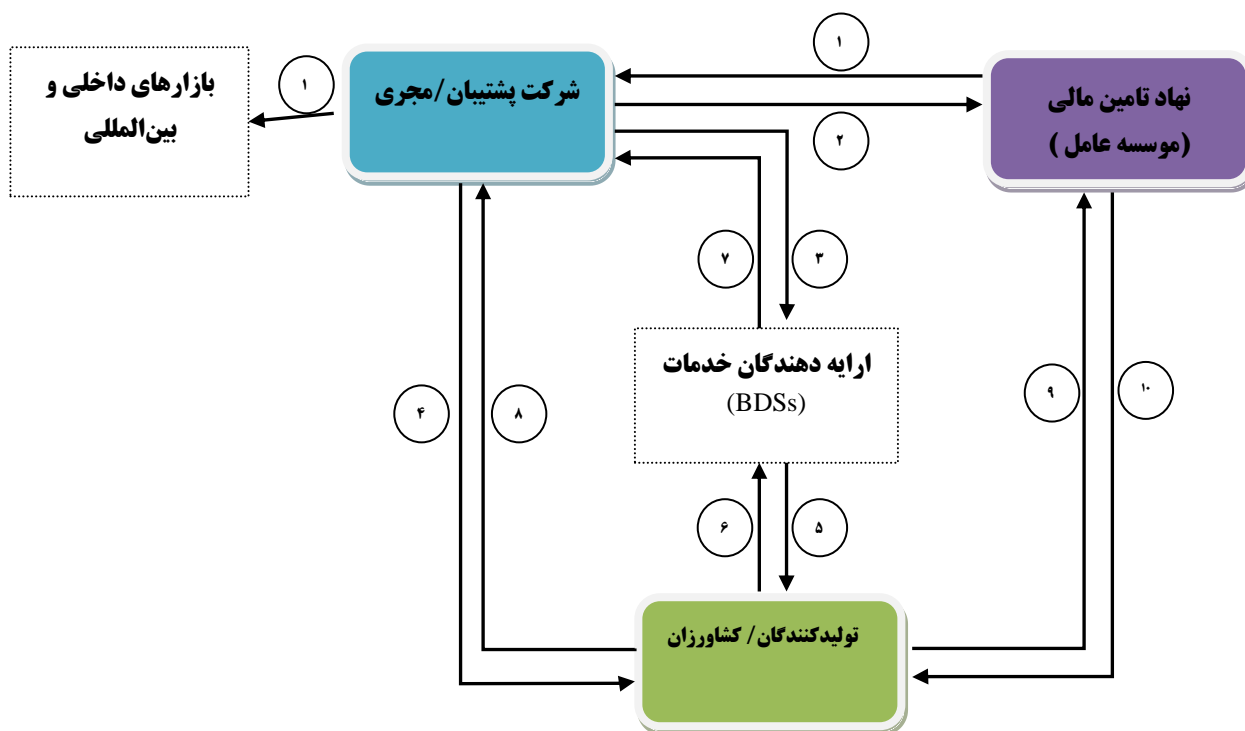 ۱
نهاد تامین مالی
(موسسه عامل )
شرکت پشتیبان/مجری
۱
بازارهای داخلی و
بین‌المللی
۲
۳
۷
ارایه دهندگان خدمات
(BDSs)
۱۰
۹
۸
۴
۵
۶
تولیدکنندگان/ کشاورزان